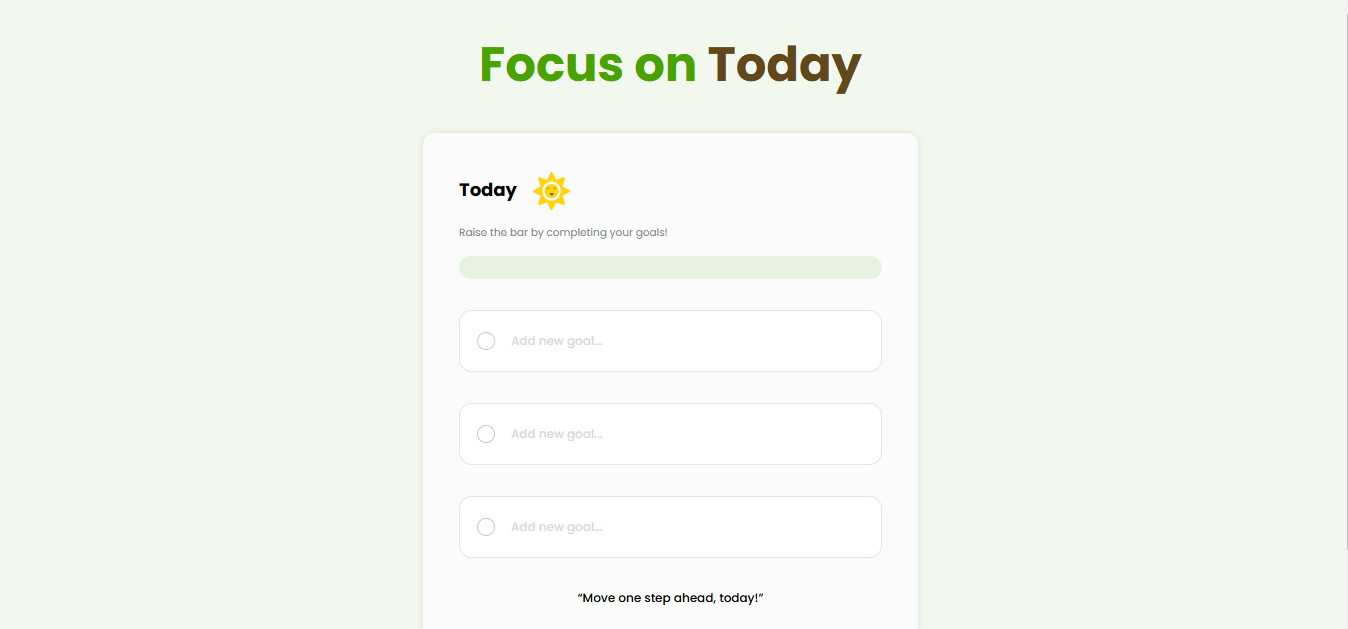 Focus on Today
Today
Raise the bar by completing your goals!
Add new goal...
Add new goal...
Add new goal...
“Move one step ahead, today!”